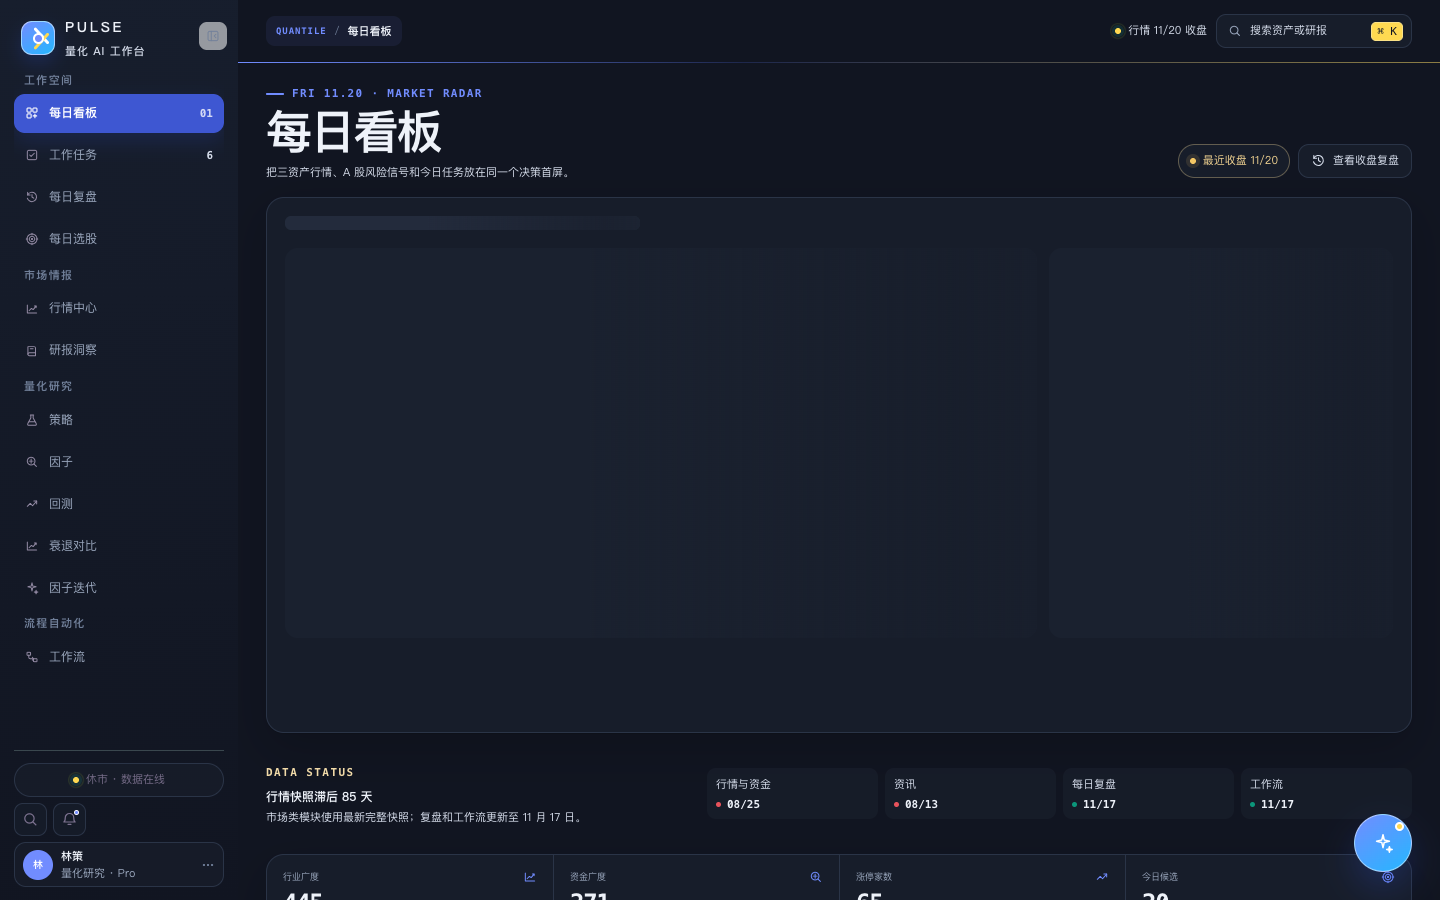 PULSE
量化 AI 工作台
工作空间
每日看板 01
工作任务 6
每日复盘
每日选股
市场情报
行情中心
研报洞察
量化研究
策略
因子
回测
衰退对比
因子迭代
流程自动化
工作流
休市 · 数据在线
林
林策
量化研究 · Pro
QUANTILE / 每日看板
行情 11/20 收盘
搜索资产或研报
⌘ K
FRI 11.20 · MARKET RADAR
每日看板
把三资产行情、A 股风险信号和今日任务放在同一个决策首屏。
最近收盘 11/20
查看收盘复盘
DATA STATUS
行情快照滞后 85 天
市场类模块使用最新完整快照；复盘和工作流更新至 11 月 17 日。
行情与资金
08/25
资讯
08/13
每日复盘
11/17
工作流
11/17
行业广度
445
资金广度
371
涨停家数
65
今日候选
20